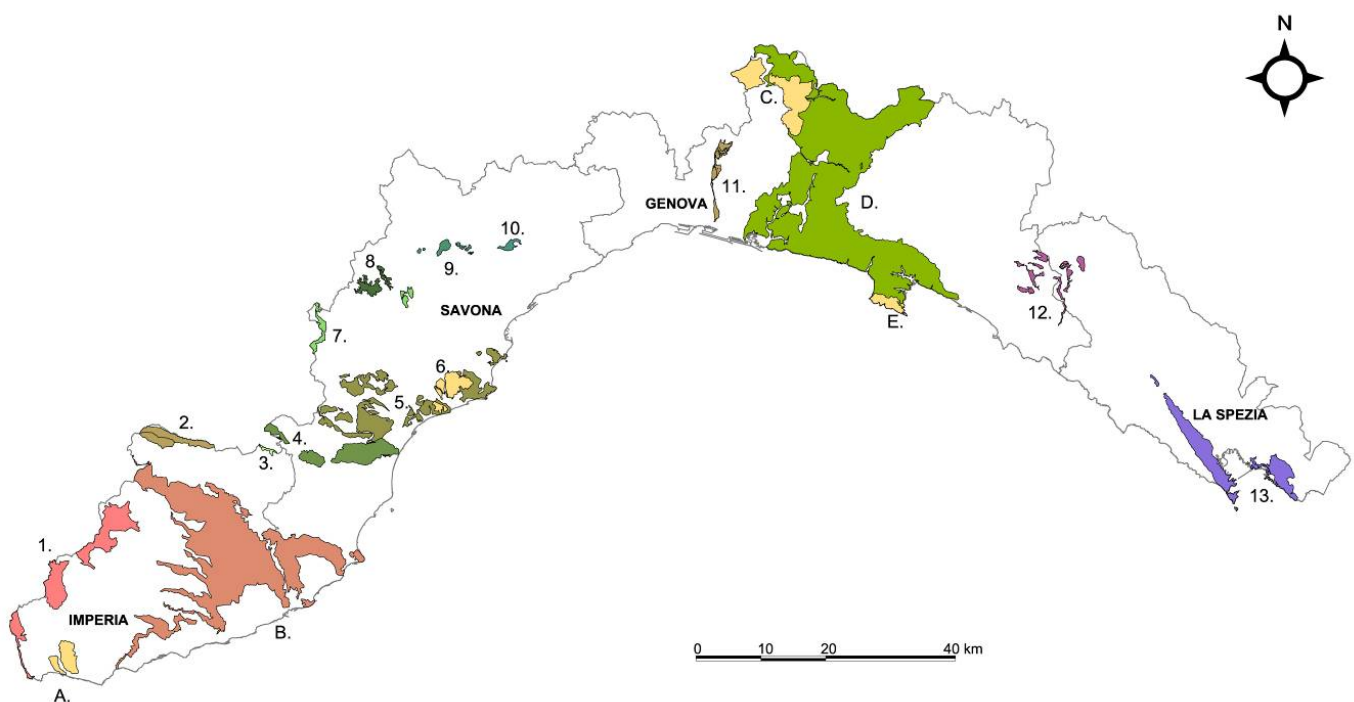 N
C.
10.
11.
GENOVA
D.
8
9.
SAVONA
E.
12.
7.
6.
5.
LA SPEZIA
2.
4.
3.
13.
1.
IMPERIA
B.
A.
0 10 20 40 km